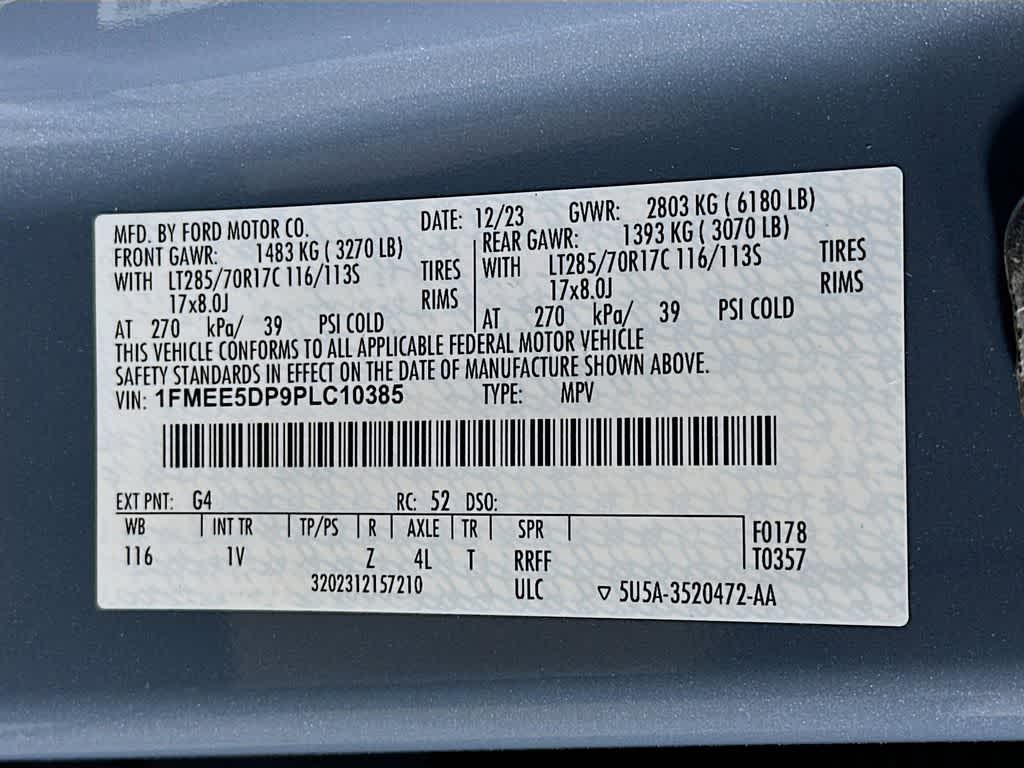 MFD. BY FORD MOTOR CO. DATE: 12/23 GVWR: 2803 KG ( 6180 LB)
FRONT GAWR: 1483 KG ( 3270 LB) REAR GAWR: 1393 KG ( 3070 LB)
WITH LT285/70R17C 116/113S TIRES WITH LT285/70R17C 116/113S TIRES
17x8.0J RIMS 17x8.0J RIMS
AT 270 kPa/ 39 PSI COLD AT 270 kPa/ 39 PSI COLD
THIS VEHICLE CONFORMS TO ALL APPLICABLE FEDERAL MOTOR VEHICLE
SAFETY STANDARDS IN EFFECT ON THE DATE OF MANUFACTURE SHOWN ABOVE.
VIN: 1FMEE5DP9PLC10385 TYPE: MPV
EXT PNT: G4 RC: 52 DSO:
WB INT TR TP/PS R AXLE TR SPR F0178
116 1V Z 4L T RRFF T0357
3202312157210 ULC ▽ 5U5A-3520472-AA